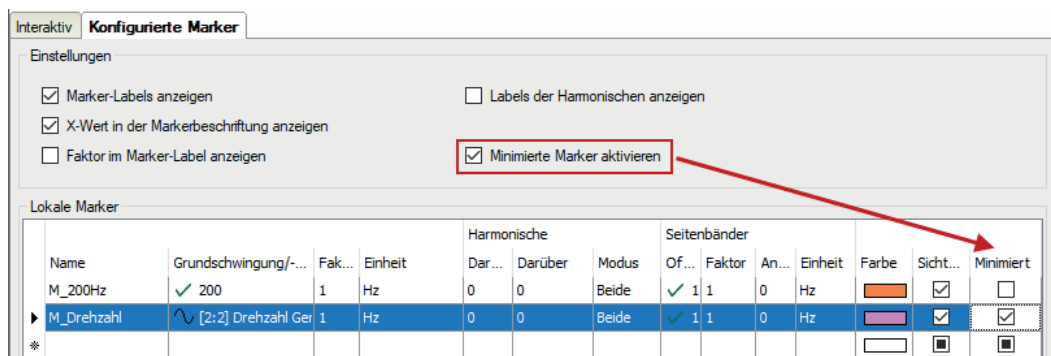 Interaktiv Konfigurierte Marker
Einstellungen
Marker-Labels anzeigen Labels der Harmonischen anzeigen
X-Wert in der Markerbeschriftung anzeigen
Faktor im Marker-Label anzeigen Minimierte Marker aktivieren
Lokale Marker
Harmonische Seitenbänder
Name Grundschwingung/-... Fak... Einheit Dar... Darüber Modus Of... Faktor An... Einheit Farbe Sicht... Minimiert
M_200Hz 200 1 Hz 0 0 Beide 1 1 0 Hz
M_Drehzahl [2:2] Drehzahl Ger 1 Hz 0 0 Beide 1 1 0 Hz